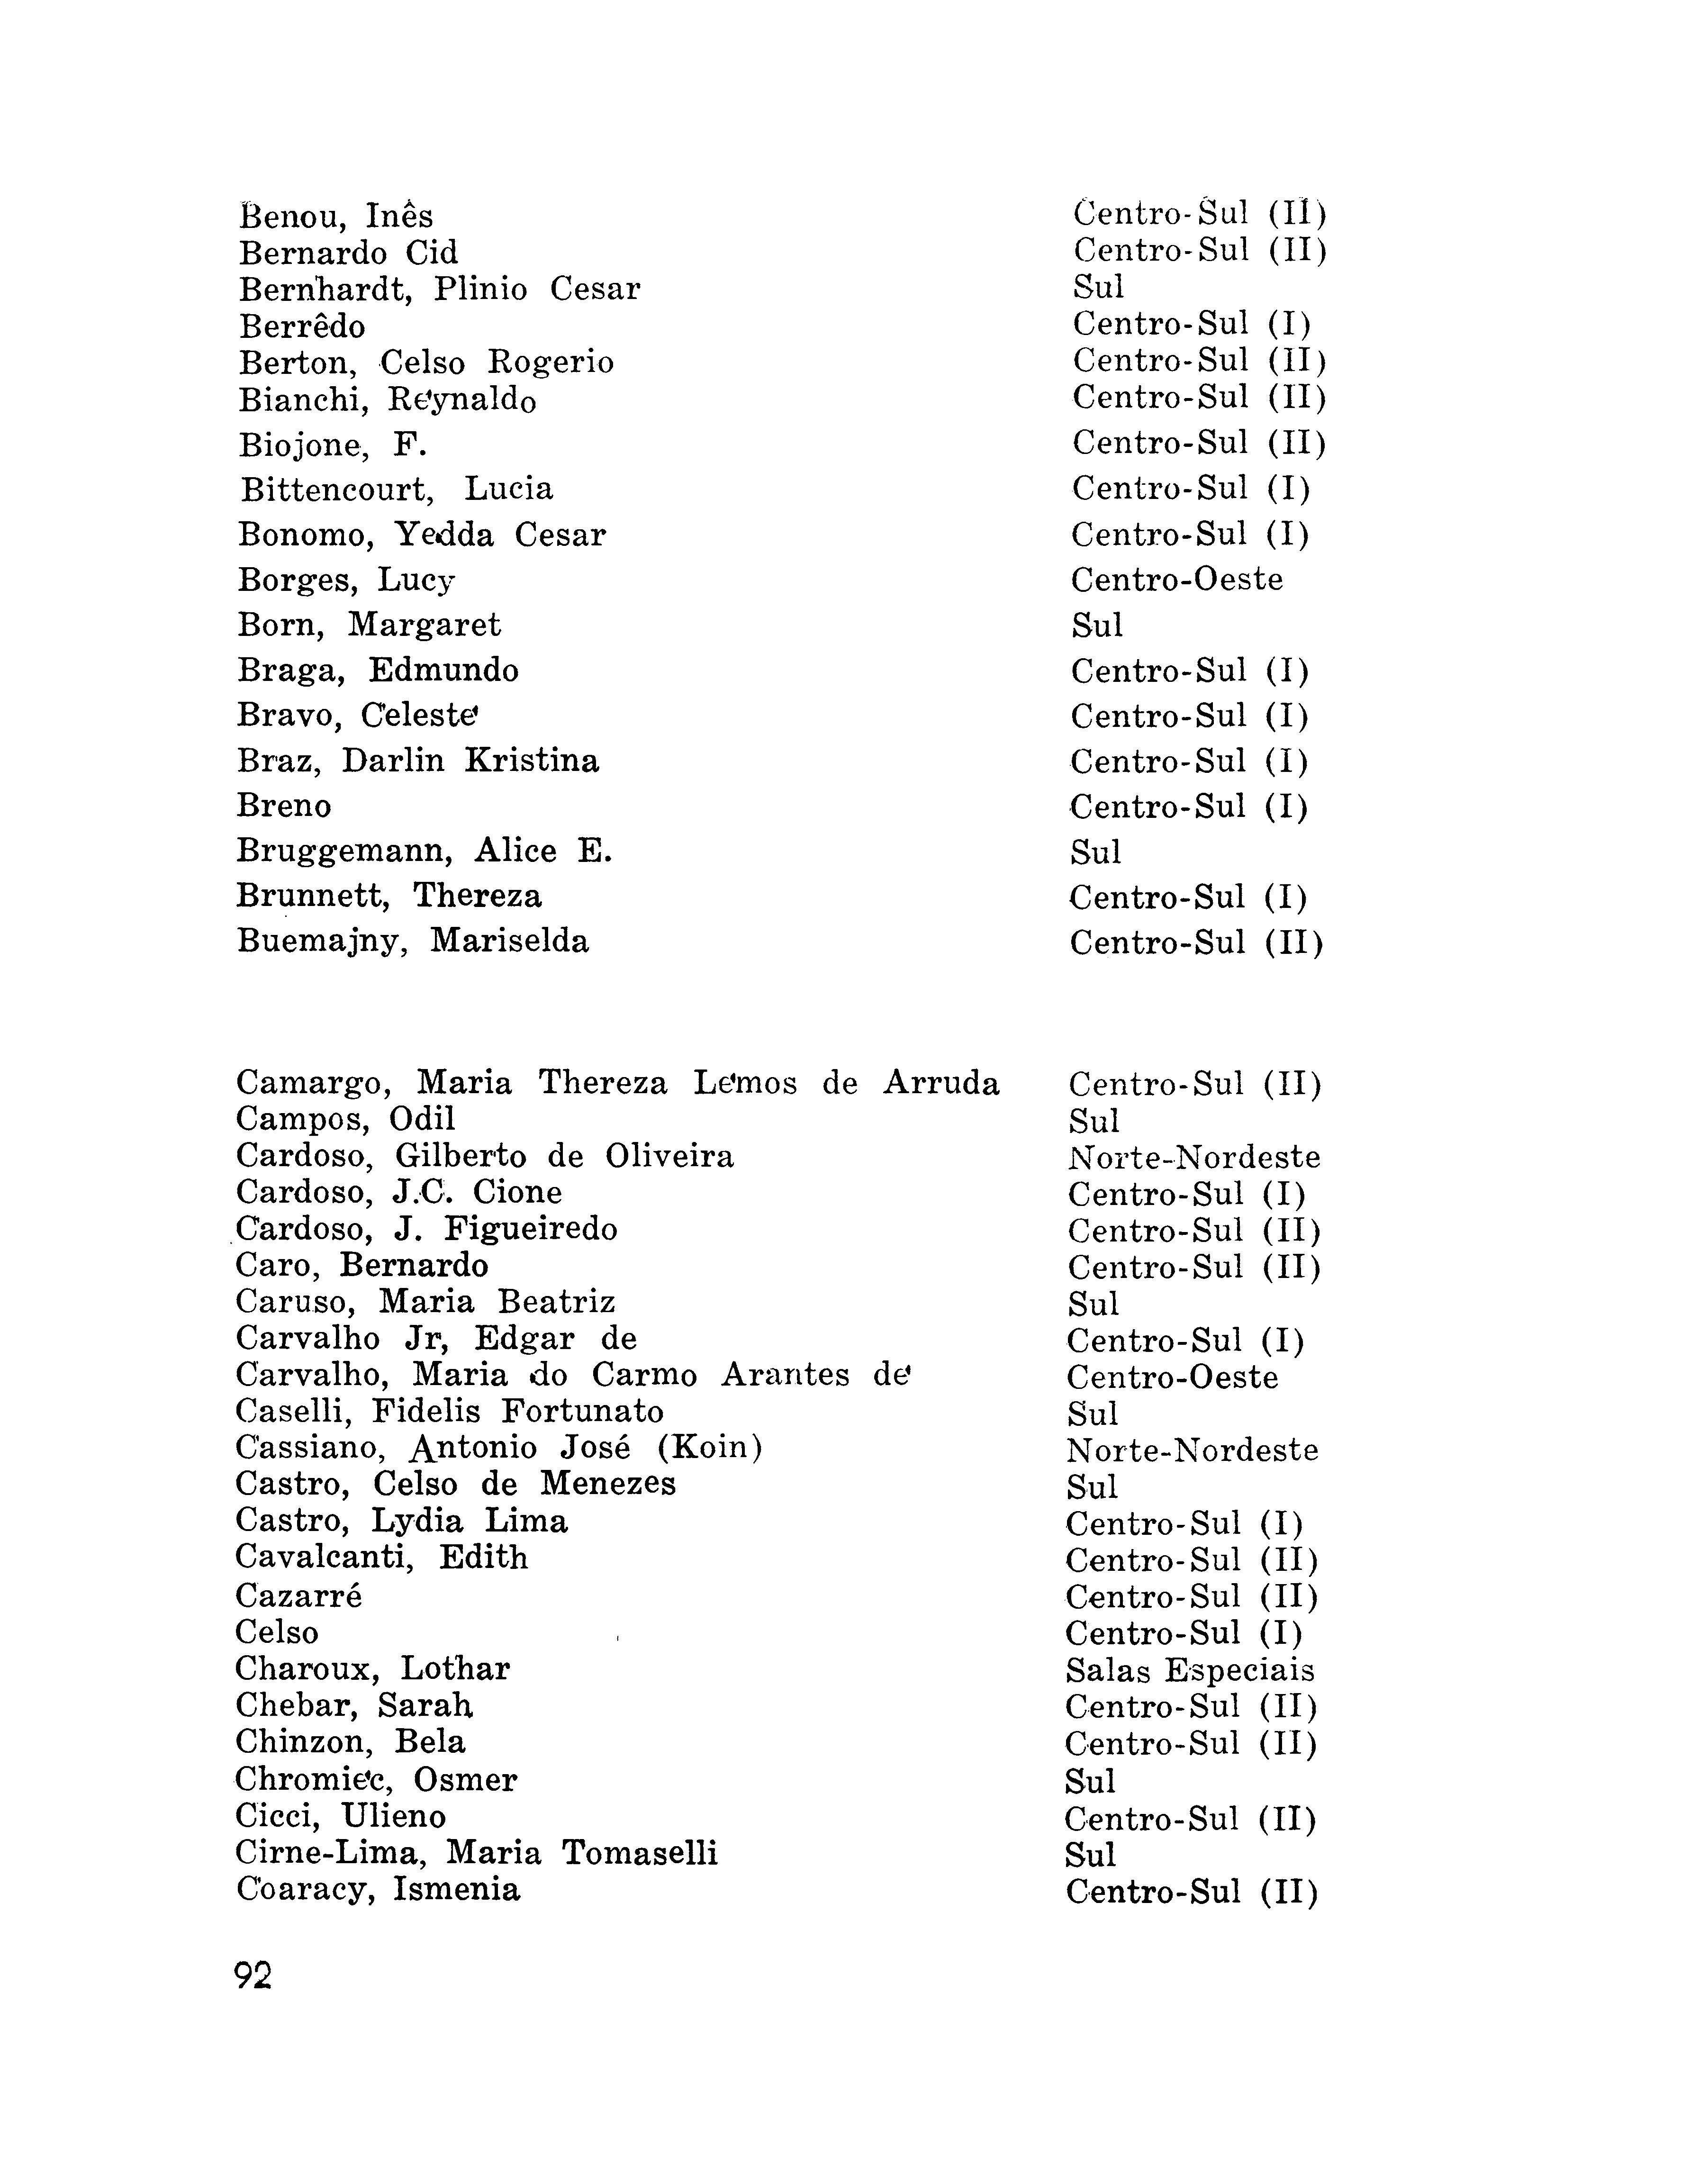 Benou, Inês Centro-Sul (II)
Bernardo Cid Centro-Sul (II)
Bernhardt, Plinio Cesar Sul
Berrêdo Centro-Sul (I)
Berton, Celso Rogerio Centro-Sul (II)
Bianchi, Reynaldo Centro-Sul (II)
Biojone, F. Centro-Sul (II)
Bittencourt, Lucia Centro-Sul (I)
Bonomo, Yedda Cesar Centro-Sul (I)
Borges, Lucy Centro-Oeste
Born, Margaret Sul
Braga, Edmundo Centro-Sul (I)
Bravo, Celeste Centro-Sul (I)
Braz, Darlin Kristina Centro-Sul (I)
Breno Centro-Sul (I)
Bruggemann, Alice E. Sul
Brunnett, Thereza Centro-Sul (I)
Buemajny, Mariselda Centro-Sul (II)
Camargo, Maria Thereza Lemos de Arruda Centro-Sul (II)
Campos, Odil Sul
Cardoso, Gilberto de Oliveira Norte-Nordeste
Cardoso, J.C. Cione Centro-Sul (I)
Cardoso, J. Figueiredo Centro-Sul (II)
Caro, Bernardo Centro-Sul (II)
Caruso, Maria Beatriz Sul
Carvalho Jr, Edgar de Centro-Sul (I)
Carvalho, Maria do Carmo Arantes de Centro-Oeste
Caselli, Fidelis Fortunato Sul
Cassiano, Antonio José (Koin) Norte-Nordeste
Castro, Celso de Menezes Sul
Castro, Lydia Lima Centro-Sul (I)
Cavalcanti, Edith Centro-Sul (II)
Cazarré Centro-Sul (II)
Celso Centro-Sul (I)
Charoux, Lothar Salas Especiais
Chebar, Sarah Centro-Sul (II)
Chinzon, Bela Centro-Sul (II)
Chromiec, Osmer Sul
Cicci, Ulieno Centro-Sul (II)
Cirne-Lima, Maria Tomaselli Sul
Coaracy, Ismenia Centro-Sul (II)
92